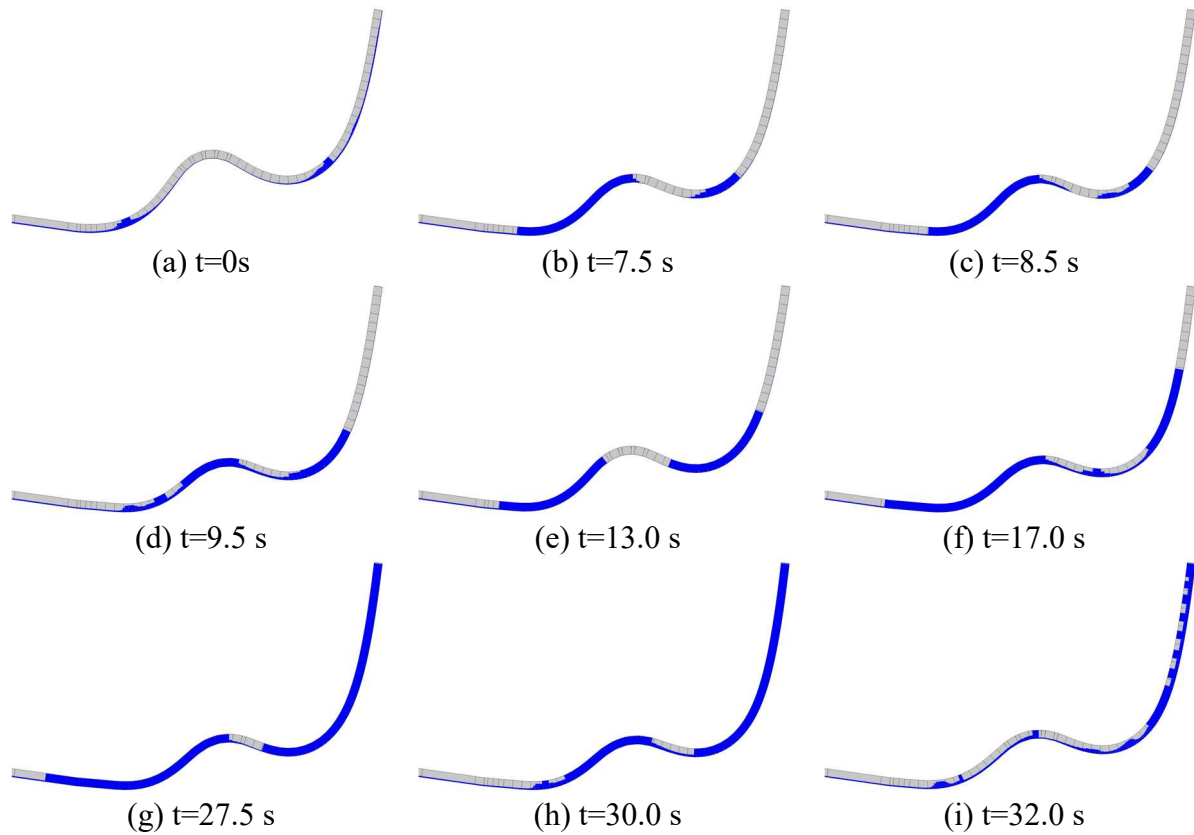 (a) t=0s
(b) t=7.5 s
(c) t=8.5 s
(d) t=9.5 s
(e) t=13.0 s
(f) t=17.0 s
(g) t=27.5 s
(h) t=30.0 s
(i) t=32.0 s